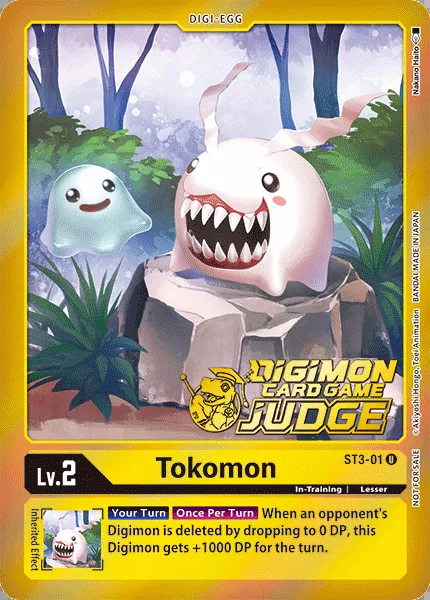 DIGI-EGG
Nakano Haito
DIGIMON
CARD GAME
JUDGE
©Akiyoshi Hongo, Toei Animation
BANDAI MADE IN JAPAN
NOT FOR SALE
ST3-01 U
Lv.2
Tokomon
In-Training | Lesser
Inherited Effect
Your Turn Once Per Turn When an opponent's
Digimon is deleted by dropping to 0 DP, this
Digimon gets +1000 DP for the turn.